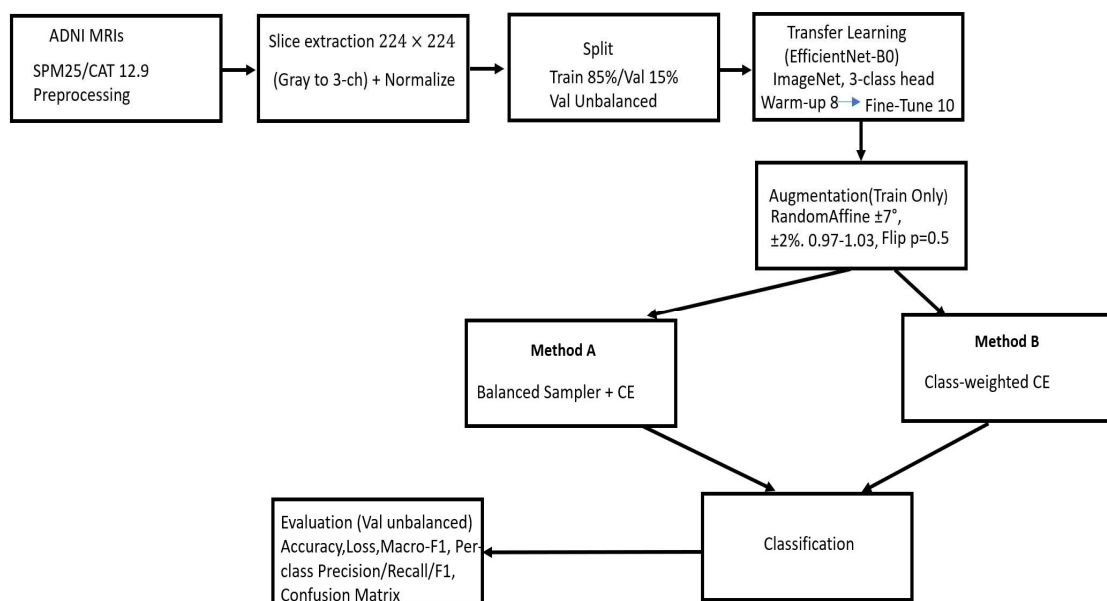 ADNI MRIs
SPM25/CAT 12.9
Preprocessing
Slice extraction 224 × 224
(Gray to 3-ch) + Normalize
Split
Train 85%/Val 15%
Val Unbalanced
Transfer Learning
(EfficientNet-B0)
ImageNet, 3-class head
Warm-up 8 Fine-Tune 10
Augmentation(Train Only)
RandomAffine ±7°,
±2%. 0.97-1.03, Flip p=0.5
Method A
Balanced Sampler + CE
Method B
Class-weighted CE
Classification
Evaluation (Val unbalanced)
Accuracy,Loss,Macro-F1, Per-
class Precision/Recall/F1,
Confusion Matrix